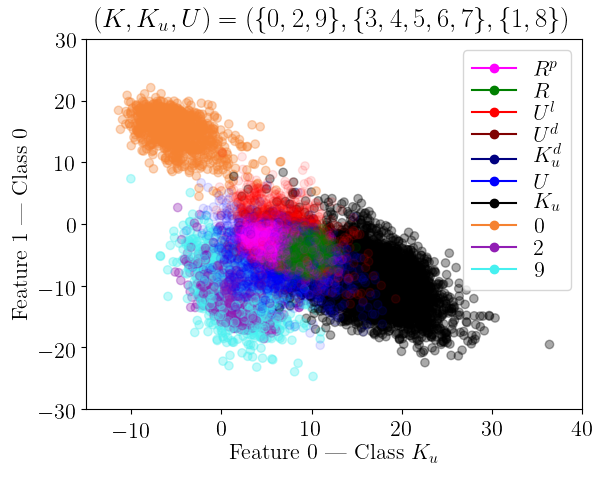 (K, K_u, U) = ({0, 2, 9}, {3, 4, 5, 6, 7}, {1, 8})
30
20
10
0
−10
−20
−30
Feature 1 — Class 0
R^p
R
U^l
U^d
K_u^d
U
K_u
0
2
9
−10 0 10 20 30 40
Feature 0 — Class K_u